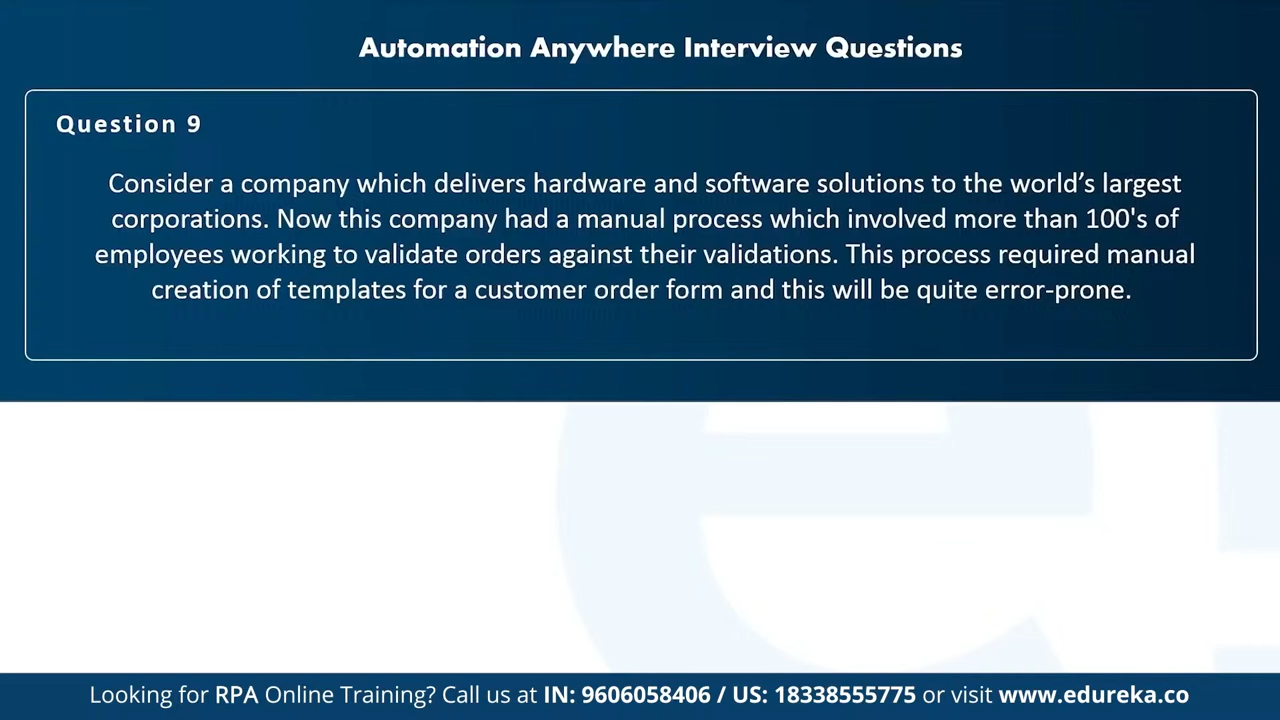 Automation Anywhere Interview Questions
Question 9
Consider a company which delivers hardware and software solutions to the world’s largest
corporations. Now this company had a manual process which involved more than 100's of
employees working to validate orders against their validations. This process required manual
creation of templates for a customer order form and this will be quite error-prone.
Looking for RPA Online Training? Call us at IN: 9606058406 / US: 18338555775 or visit www.edureka.co